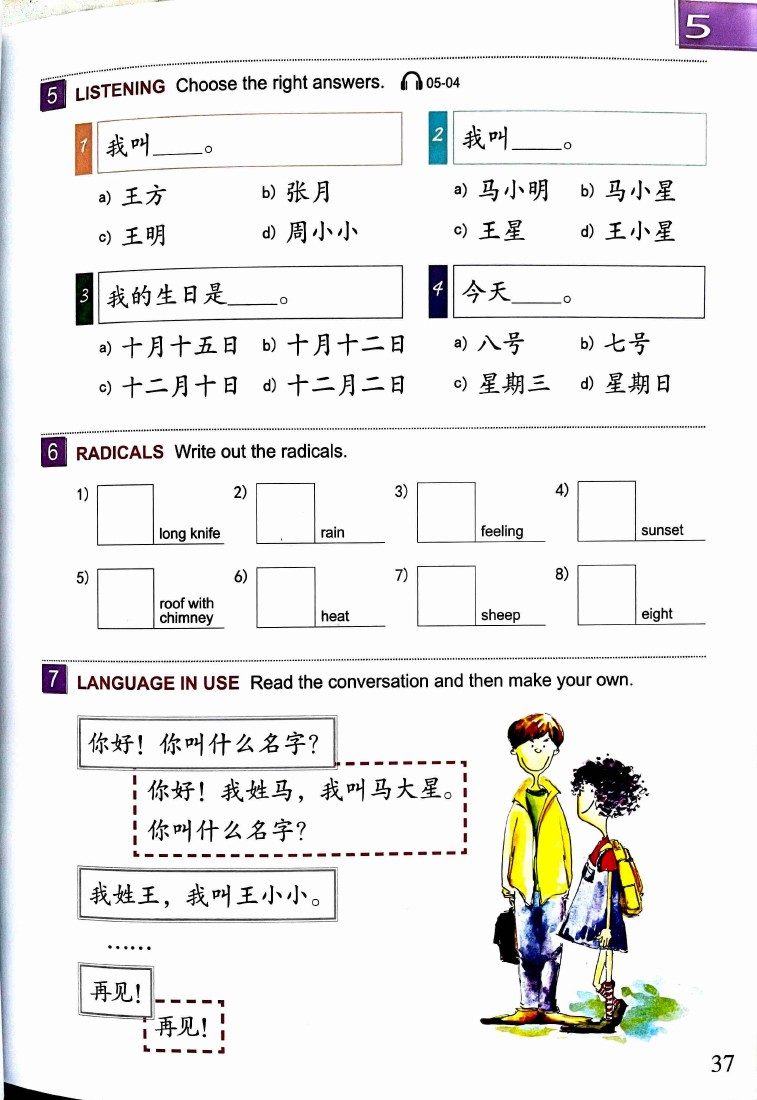 5
5 LISTENING Choose the right answers. 05-04
1 我叫____。
2 我叫____。
a) 王方 b) 张月
c) 王明 d) 周小小
a) 马小明 b) 马小星
c) 王星 d) 王小星
3 我的生日是____。
4 今天____。
a) 十月十五日 b) 十月十二日
c) 十二月十日 d) 十二月二日
a) 八号 b) 七号
c) 星期三 d) 星期日
6 RADICALS Write out the radicals.
1) long knife 2) rain 3) feeling 4) sunset
5) roof with
chimney 6) heat 7) sheep 8) eight
7 LANGUAGE IN USE Read the conversation and then make your own.
你好！你叫什么名字？
你好！我姓马，我叫马大星。
你叫什么名字？
我姓王，我叫王小小。
……
再见！
再见！
37